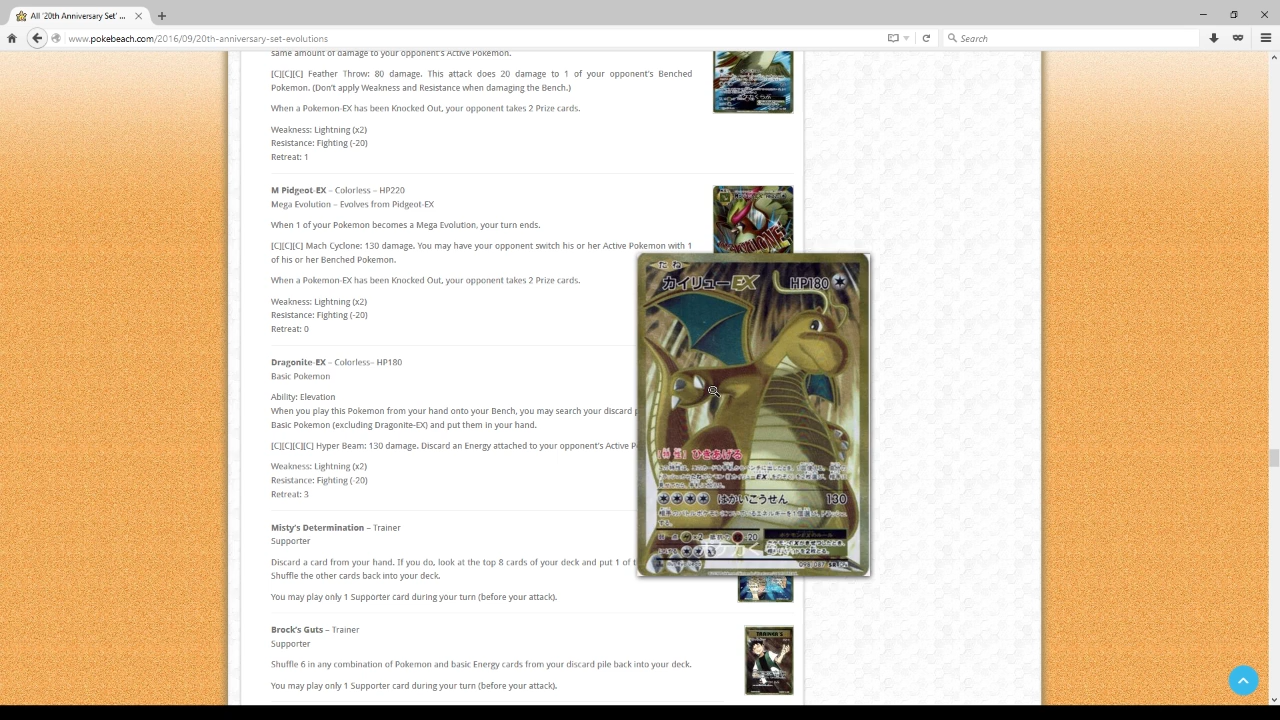 All '20th anniversary set' ...
www.pokebeach.com/2016/09/20th-anniversary-set-evolutions
Search
same amount of damage to your opponent's Active Pokemon.
[C][C][C] Feather Throw: 80 damage. This attack does 20 damage to 1 of your opponent's Benched
Pokemon. (Don't apply Weakness and Resistance when damaging the Bench.)
When a Pokemon-EX has been Knocked Out, your opponent takes 2 Prize cards.
Weakness: Lightning (x2)
Resistance: Fighting (-20)
Retreat: 1
M Pidgeot-EX – Colorless – HP220
Mega Evolution – Evolves from Pidgeot-EX
When 1 of your Pokemon becomes a Mega Evolution, your turn ends.
[C][C][C] Mach Cyclone: 130 damage. You may have your opponent switch his or her Active Pokemon with 1
of his or her Benched Pokemon.
When a Pokemon-EX has been Knocked Out, your opponent takes 2 Prize cards.
Weakness: Lightning (x2)
Resistance: Fighting (-20)
Retreat: 0
Dragonite-EX – Colorless– HP180
Basic Pokemon
Ability: Elevation
When you play this Pokemon from your hand onto your Bench, you may search your discard p
Basic Pokemon (excluding Dragonite-EX) and put them in your hand.
[C][C][C][C] Hyper Beam: 130 damage. Discard an Energy attached to your opponent's Active P
Weakness: Lightning (x2)
Resistance: Fighting (-20)
Retreat: 3
たね
カイリューEX HP180
ひきあげる
はかいこうせん 130
Misty's Determination – Trainer
Supporter
Discard a card from your hand. If you do, look at the top 8 cards of your deck and put 1 of
Shuffle the other cards back into your deck.
You may play only 1 Supporter card during your turn (before your attack).
Brock's Guts – Trainer
Supporter
Shuffle 6 in any combination of Pokemon and basic Energy cards from your discard pile back into your deck.
You may play only 1 Supporter card during your turn (before your attack).
TRAINER'S